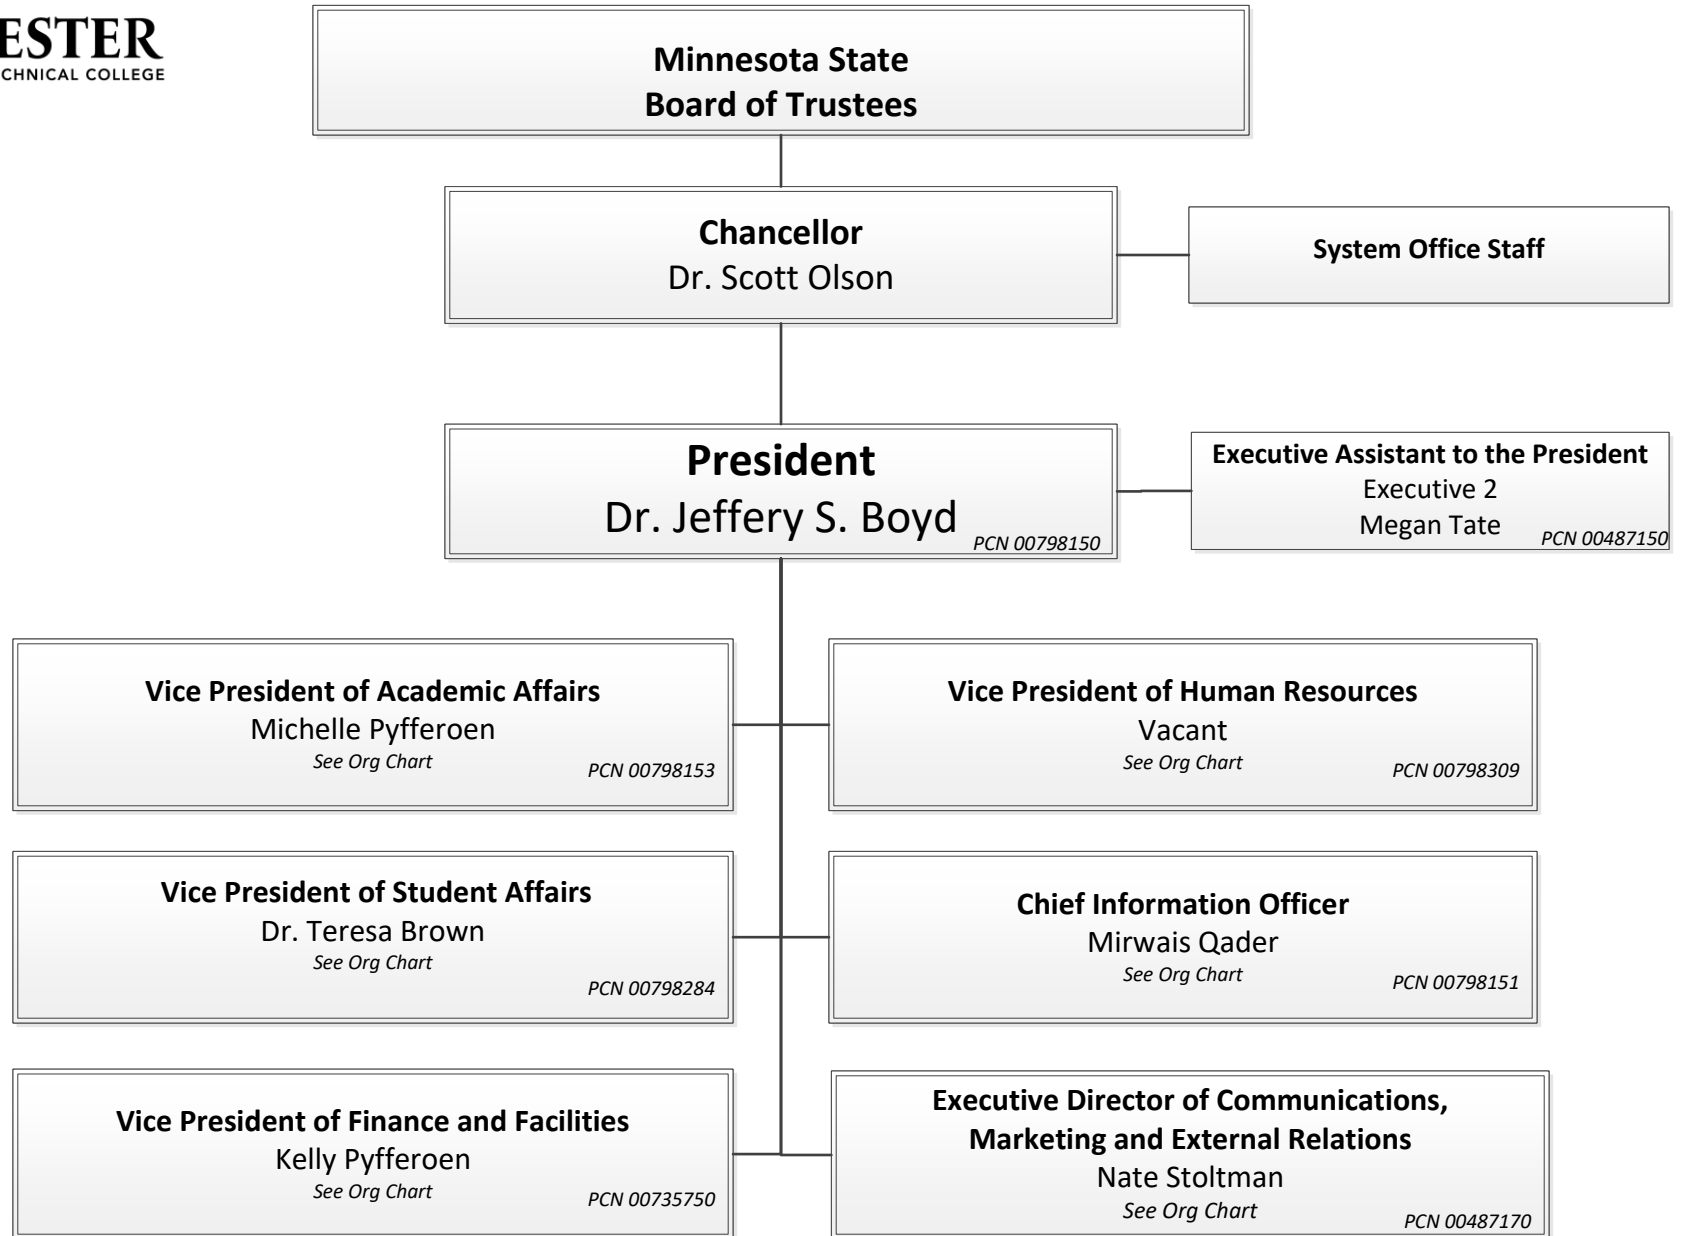 ESTER
CHNICAL COLLEGE
Minnesota State
Board of Trustees
Chancellor
Dr. Scott Olson
System Office Staff
President
Dr. Jeffery S. Boyd
PCN 00798150
Executive Assistant to the President
Executive 2
Megan Tate
PCN 00487150
Vice President of Academic Affairs
Michelle Pyfferoen
See Org Chart
PCN 00798153
Vice President of Human Resources
Vacant
See Org Chart
PCN 00798309
Vice President of Student Affairs
Dr. Teresa Brown
See Org Chart
PCN 00798284
Chief Information Officer
Mirwais Qader
See Org Chart
PCN 00798151
Vice President of Finance and Facilities
Kelly Pyfferoen
See Org Chart
PCN 00735750
Executive Director of Communications,
Marketing and External Relations
Nate Stoltman
See Org Chart
PCN 00487170